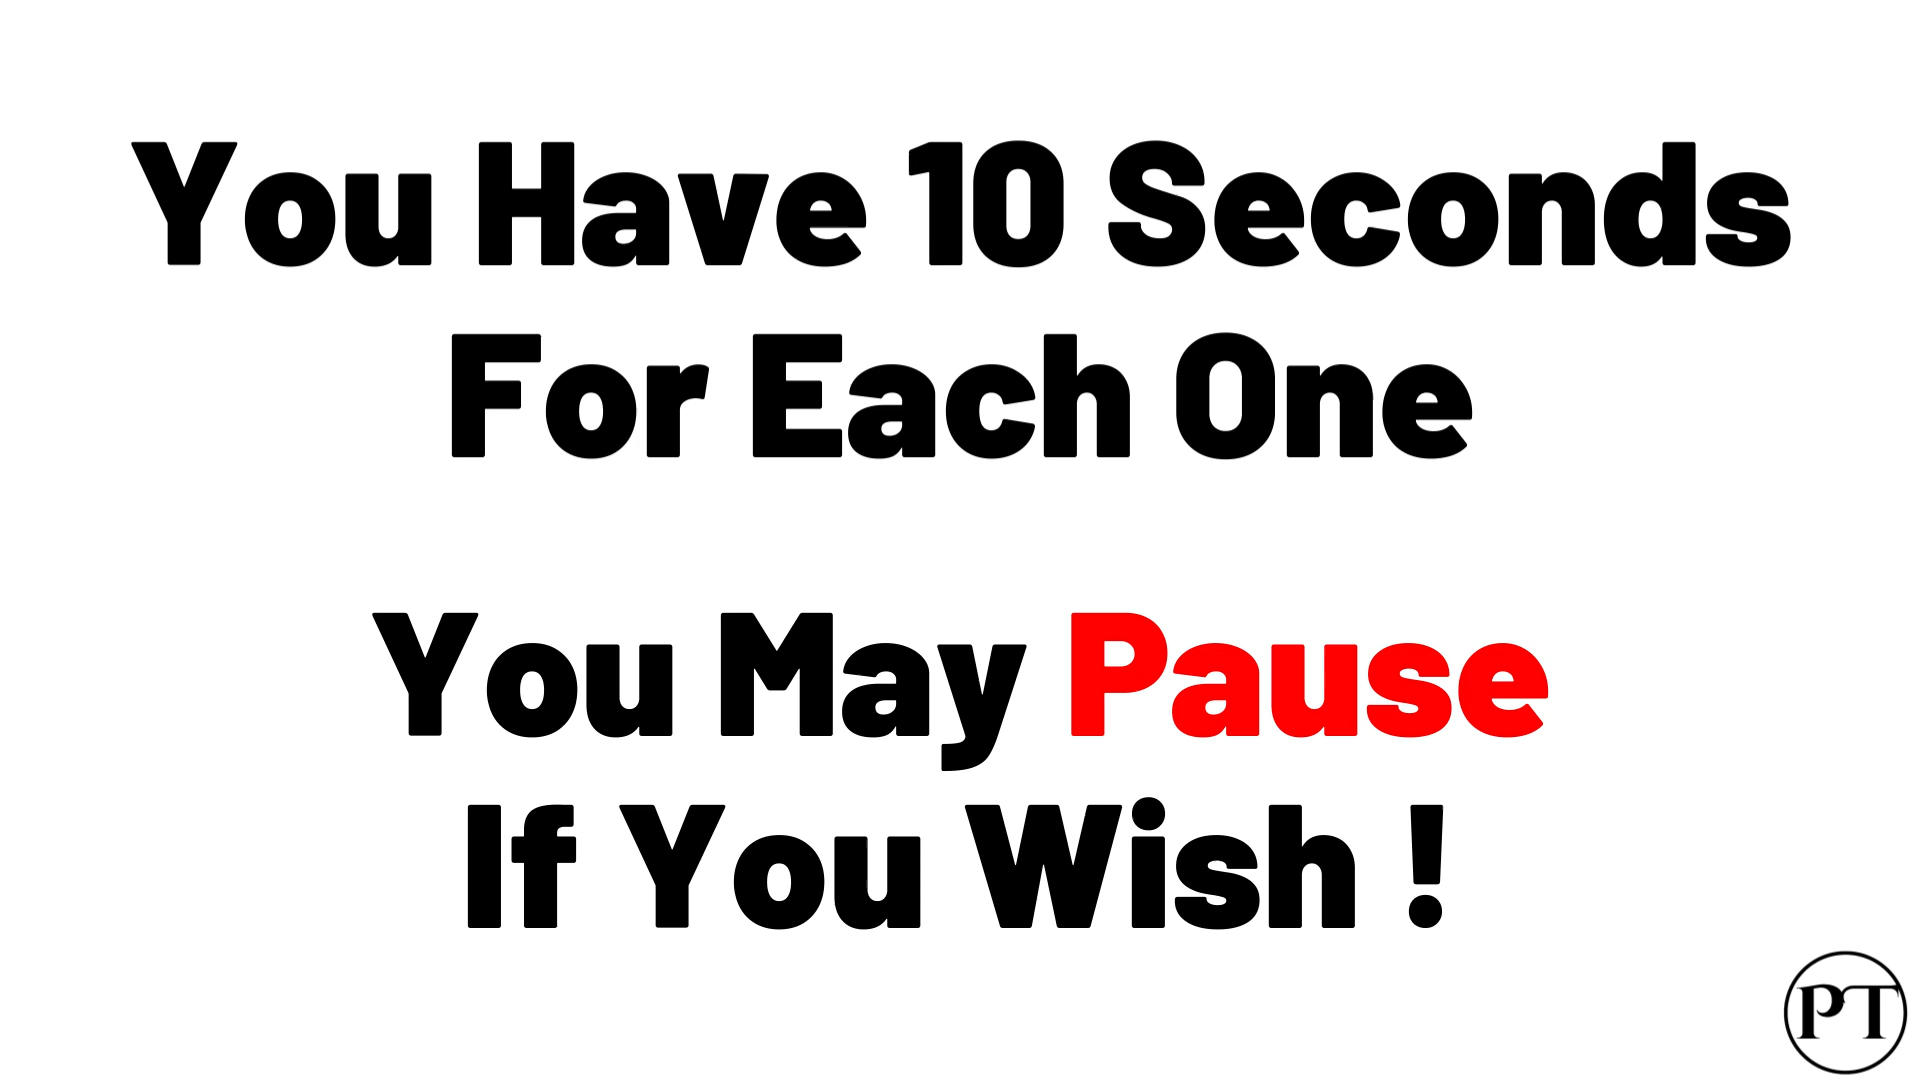 You Have 10 Seconds
For Each One
You May Pause
If You Wish !
PT